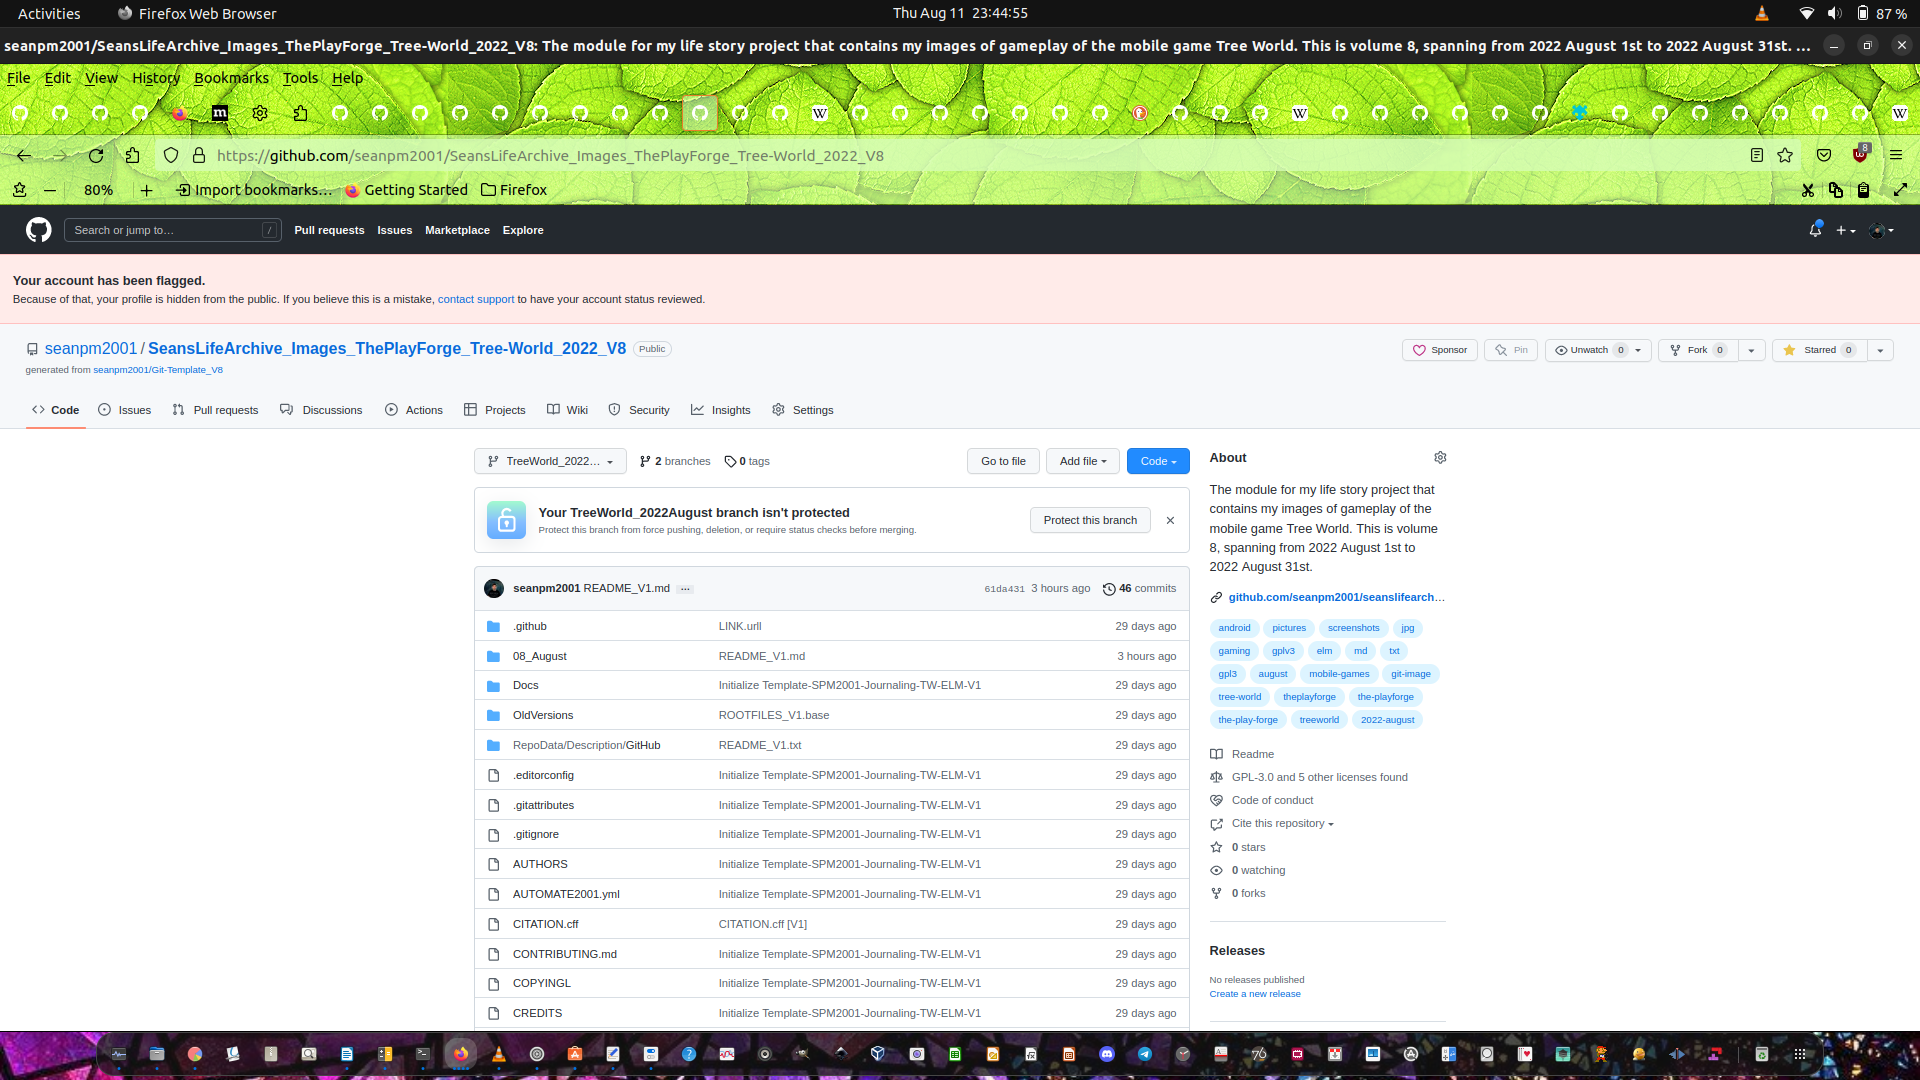 Activities
Firefox Web Browser
Thu Aug 11 23:44:55
87 %
seanpm2001/SeansLifeArchive_Images_ThePlayForge_Tree-World_2022_V8: The module for my life story project that contains my images of gameplay of the mobile game Tree World. This is volume 8, spanning from 2022 August 1st to 2022 August 31st. …
File Edit View History Bookmarks Tools Help
https://github.com/seanpm2001/SeansLifeArchive_Images_ThePlayForge_Tree-World_2022_V8
8
80%
Import bookmarks…
Getting Started
Firefox
Search or jump to…
/
Pull requests
Issues
Marketplace
Explore
Your account has been flagged.
Because of that, your profile is hidden from the public. If you believe this is a mistake, contact support to have your account status reviewed.
seanpm2001 / SeansLifeArchive_Images_ThePlayForge_Tree-World_2022_V8 Public
generated from seanpm2001/Git-Template_V8
Sponsor
Pin
Unwatch 0
Fork 0
Starred 0
Code
Issues
Pull requests
Discussions
Actions
Projects
Wiki
Security
Insights
Settings
TreeWorld_2022…
2 branches
0 tags
Go to file
Add file
Code
Your TreeWorld_2022August branch isn't protected
Protect this branch from force pushing, deletion, or require status checks before merging.
Protect this branch
seanpm2001 README_V1.md …
61da431 3 hours ago
46 commits
.github LINK.urll 29 days ago
08_August README_V1.md 3 hours ago
Docs Initialize Template-SPM2001-Journaling-TW-ELM-V1 29 days ago
OldVersions ROOTFILES_V1.base 29 days ago
RepoData/Description/GitHub README_V1.txt 29 days ago
.editorconfig Initialize Template-SPM2001-Journaling-TW-ELM-V1 29 days ago
.gitattributes Initialize Template-SPM2001-Journaling-TW-ELM-V1 29 days ago
.gitignore Initialize Template-SPM2001-Journaling-TW-ELM-V1 29 days ago
AUTHORS Initialize Template-SPM2001-Journaling-TW-ELM-V1 29 days ago
AUTOMATE2001.yml Initialize Template-SPM2001-Journaling-TW-ELM-V1 29 days ago
CITATION.cff CITATION.cff [V1] 29 days ago
CONTRIBUTING.md Initialize Template-SPM2001-Journaling-TW-ELM-V1 29 days ago
COPYINGL Initialize Template-SPM2001-Journaling-TW-ELM-V1 29 days ago
CREDITS Initialize Template-SPM2001-Journaling-TW-ELM-V1 29 days ago
About
The module for my life story project that
contains my images of gameplay of the
mobile game Tree World. This is volume
8, spanning from 2022 August 1st to
2022 August 31st.
github.com/seanpm2001/seanslifearch…
android pictures screenshots jpg
gaming gplv3 elm md txt
gpl3 august mobile-games git-image
tree-world theplayforge the-playforge
the-play-forge treeworld 2022-august
Readme
GPL-3.0 and 5 other licenses found
Code of conduct
Cite this repository
0 stars
0 watching
0 forks
Releases
No releases published
Create a new release